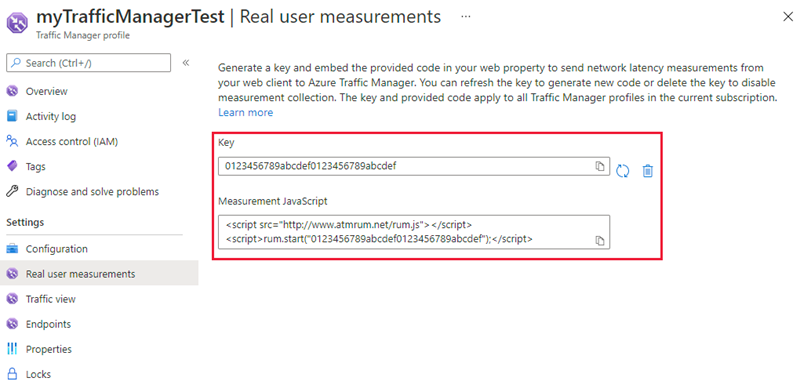 myTrafficManagerTest | Real user measurements ...
Traffic Manager profile
Search (Ctrl+/)
Overview
Activity log
Access control (IAM)
Tags
Diagnose and solve problems
Settings
Configuration
Real user measurements
Traffic view
Endpoints
Properties
Locks
Generate a key and embed the provided code in your web property to send network latency measurements from
your web client to Azure Traffic Manager. You can refresh the key to generate new code or delete the key to disable
measurement collection. The key and provided code apply to all Traffic Manager profiles in the current subscription.
Learn more
Key
0123456789abcdef0123456789abcdef
Measurement JavaScript
<script src="http://www.atmrum.net/rum.js"> </script>
<script>rum.start("0123456789abcdef0123456789abcdef");</script>